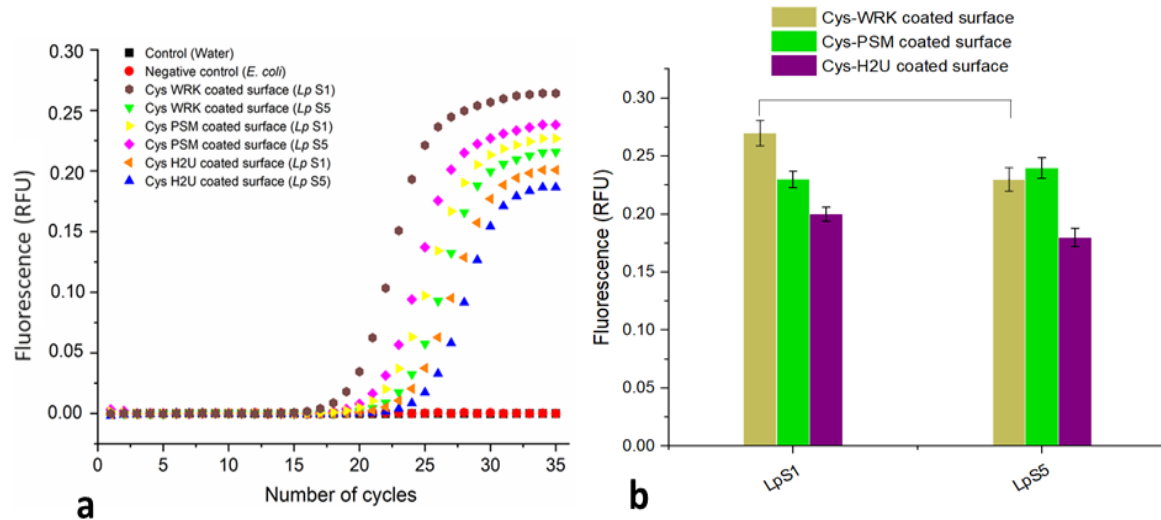 0.30
0.25
0.20
0.15
0.10
0.05
0.00
Fluorescence (RFU)
Control (Water)
Negative control (E. coli)
Cys WRK coated surface (Lp S1)
Cys WRK coated surface (Lp S5
Cys PSM coated surface (Lp S1)
Cys PSM coated surface (Lp S5
Cys H2U coated surface (Lp S1)
Cys H2U coated surface (Lp S5)
0 5 10 15 20 25 30 35
Number of cycles
a
Cys-WRK coated surface
Cys-PSM coated surface
Cys-H2U coated surface
0.30
0.25
0.20
0.15
0.10
0.05
0.00
Fluorescence (RFU)
LpS1
LpS5
b